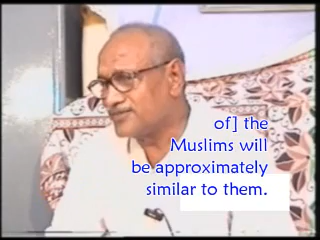 of] the
Muslims will
be approximately
similar to them.